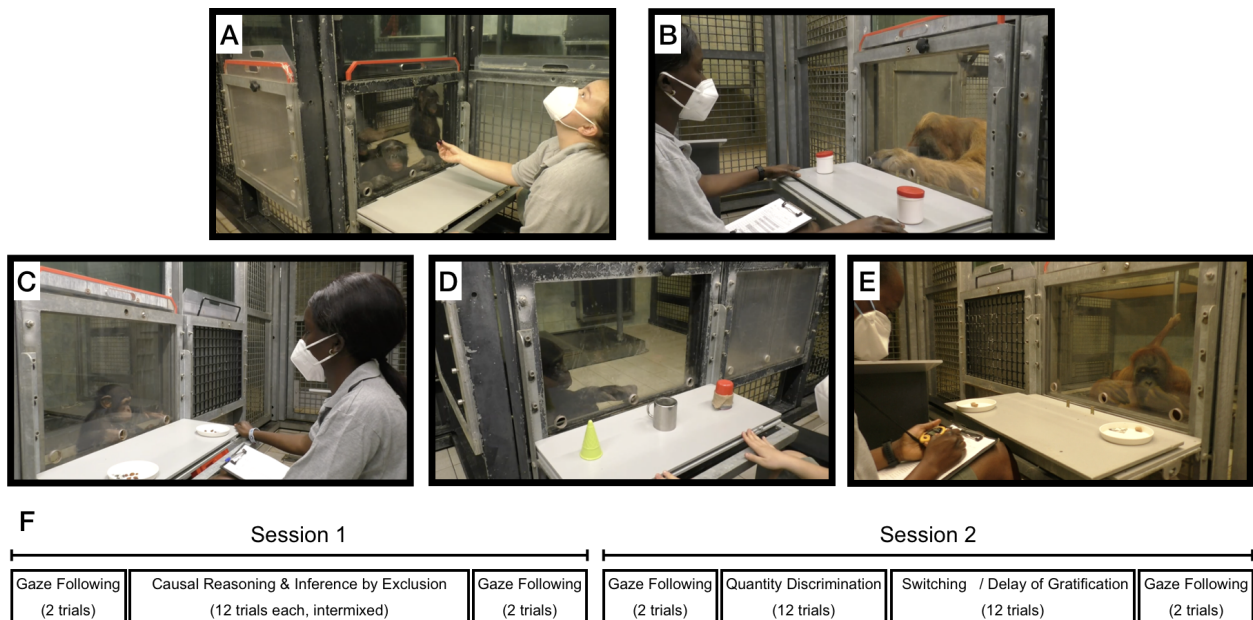 A
B
C
D
E
F
Session 1
Session 2
Gaze Following
(2 trials)
Causal Reasoning & Inference by Exclusion
(12 trials each, intermixed)
Gaze Following
(2 trials)
Gaze Following
(2 trials)
Quantity Discrimination
(12 trials)
Switching / Delay of Gratification
(12 trials)
Gaze Following
(2 trials)